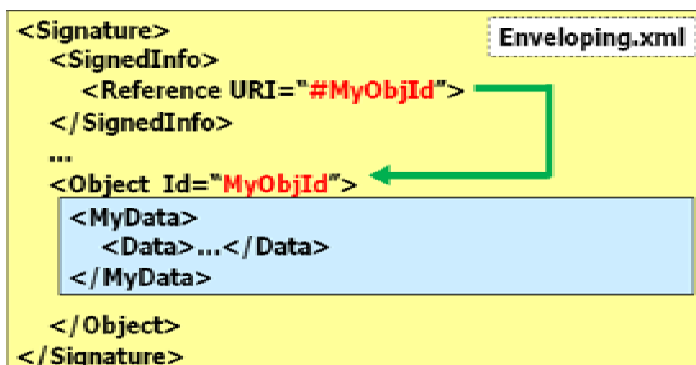 <Signature>
Enveloping.xml
<SignedInfo>
<Reference URI="#MyObjId">
</SignedInfo>
...
<Object Id="MyObjId">
<MyData>
<Data>...</Data>
</MyData>
</Object>
</Signature>